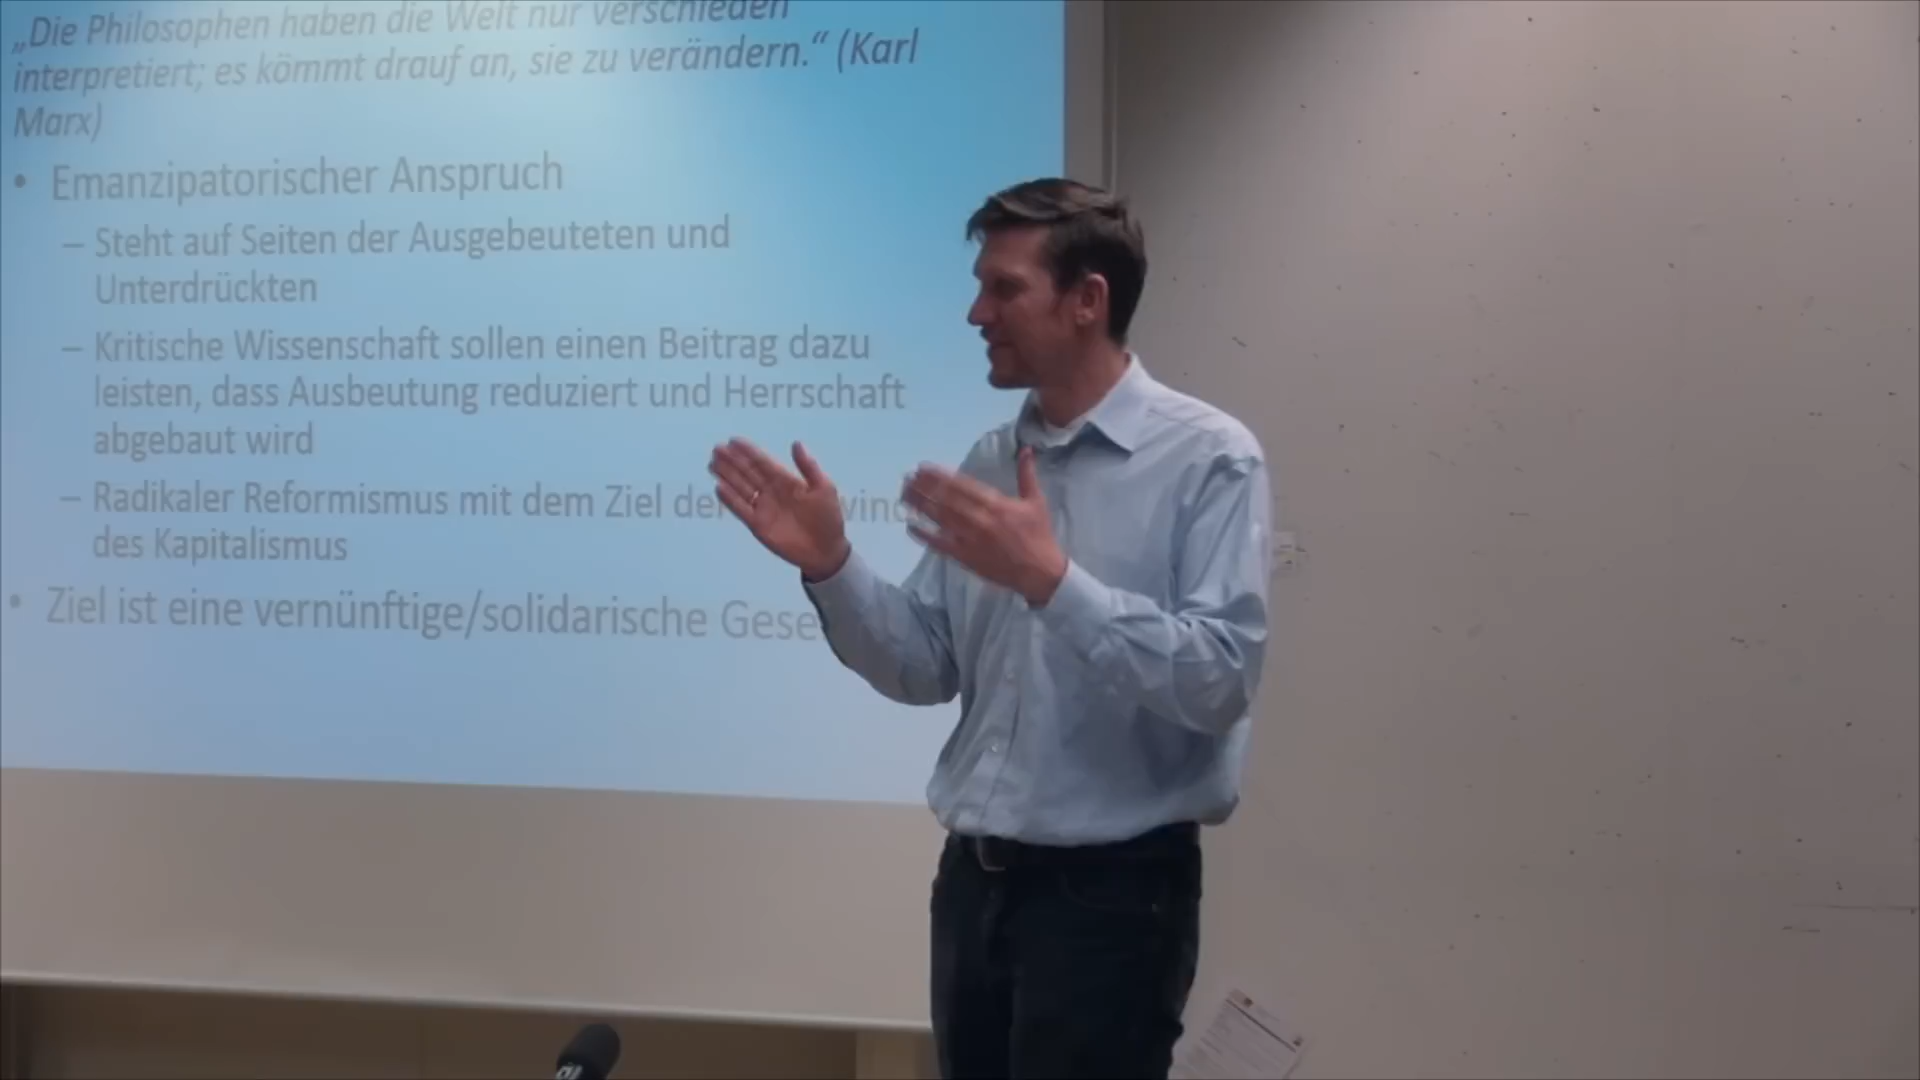 „Die Philosophen haben die Welt nur verschieden
interpretiert; es kömmt drauf an, sie zu verändern.“ (Karl
Marx)
• Emanzipatorischer Anspruch
– Steht auf Seiten der Ausgebeuteten und
Unterdrückten
– Kritische Wissenschaft sollen einen Beitrag dazu
leisten, dass Ausbeutung reduziert und Herrschaft
abgebaut wird
– Radikaler Reformismus mit dem Ziel
des Kapitalismus
• Ziel ist eine vernünftige/solidarische